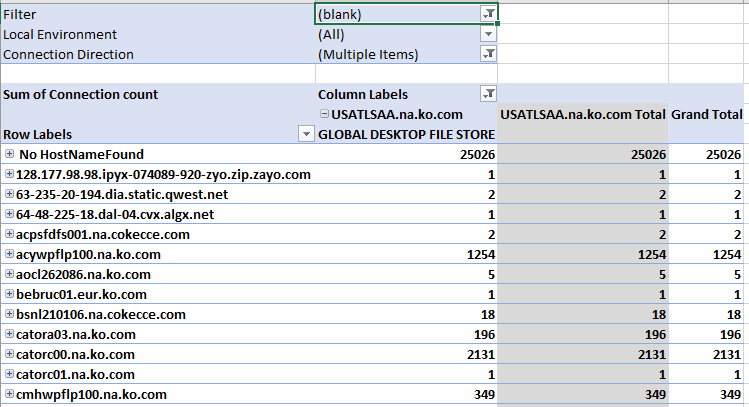 Filter (blank)
Local Environment (All)
Connection Direction (Multiple Items)
Sum of Connection count Column Labels
USATLSAA.na.ko.com USATLSAA.na.ko.com Total Grand Total
Row Labels GLOBAL DESKTOP FILE STORE
No HostNameFound 25026 25026 25026
128.177.98.98.ipyx-074089-920-zyo.zip.zayo.com 1 1 1
63-235-20-194.dia.static.qwest.net 2 2 2
64-48-225-18.dal-04.cvx.algx.net 1 1 1
acpsfdfs001.na.cokecce.com 2 2 2
acywpflp100.na.ko.com 1254 1254 1254
aocl262086.na.ko.com 5 5 5
bebruc01.eur.ko.com 1 1 1
bsnl210106.na.cokecce.com 18 18 18
catora03.na.ko.com 196 196 196
catorc00.na.ko.com 2131 2131 2131
catorc01.na.ko.com 1 1 1
cmhwpflp100.na.ko.com 349 349 349